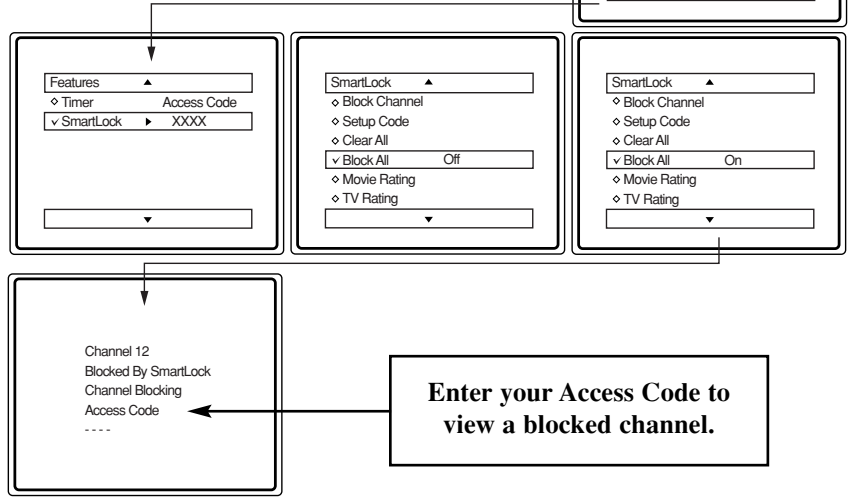 Features ▲
◇ Timer Access Code
✓ SmartLock ▶ XXXX
▼
SmartLock ▲
◇ Block Channel
◇ Setup Code
◇ Clear All
✓ Block All Off
◇ Movie Rating
◇ TV Rating
▼
SmartLock ▲
◇ Block Channel
◇ Setup Code
◇ Clear All
✓ Block All On
◇ Movie Rating
◇ TV Rating
▼
Channel 12
Blocked By SmartLock
Channel Blocking
Access Code
- - - -
Enter your Access Code to
view a blocked channel.